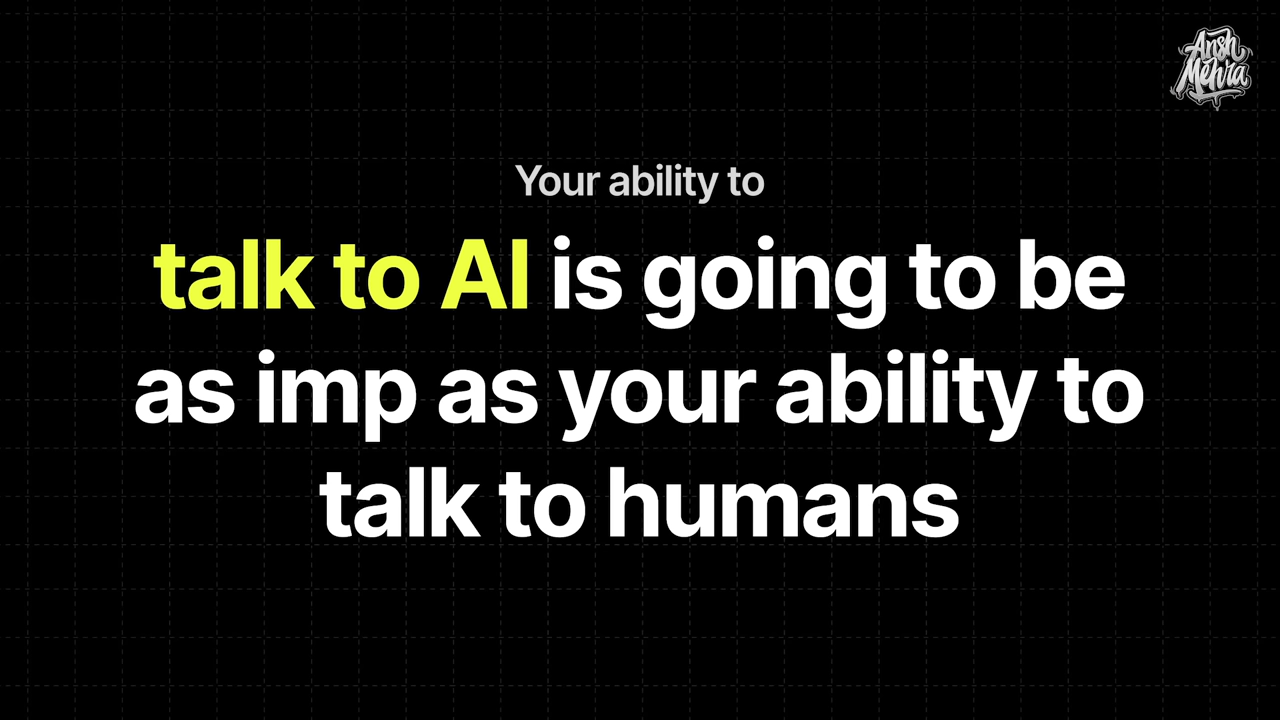 Ansh
Mehra
Your ability to
talk to AI is going to be
as imp as your ability to
talk to humans